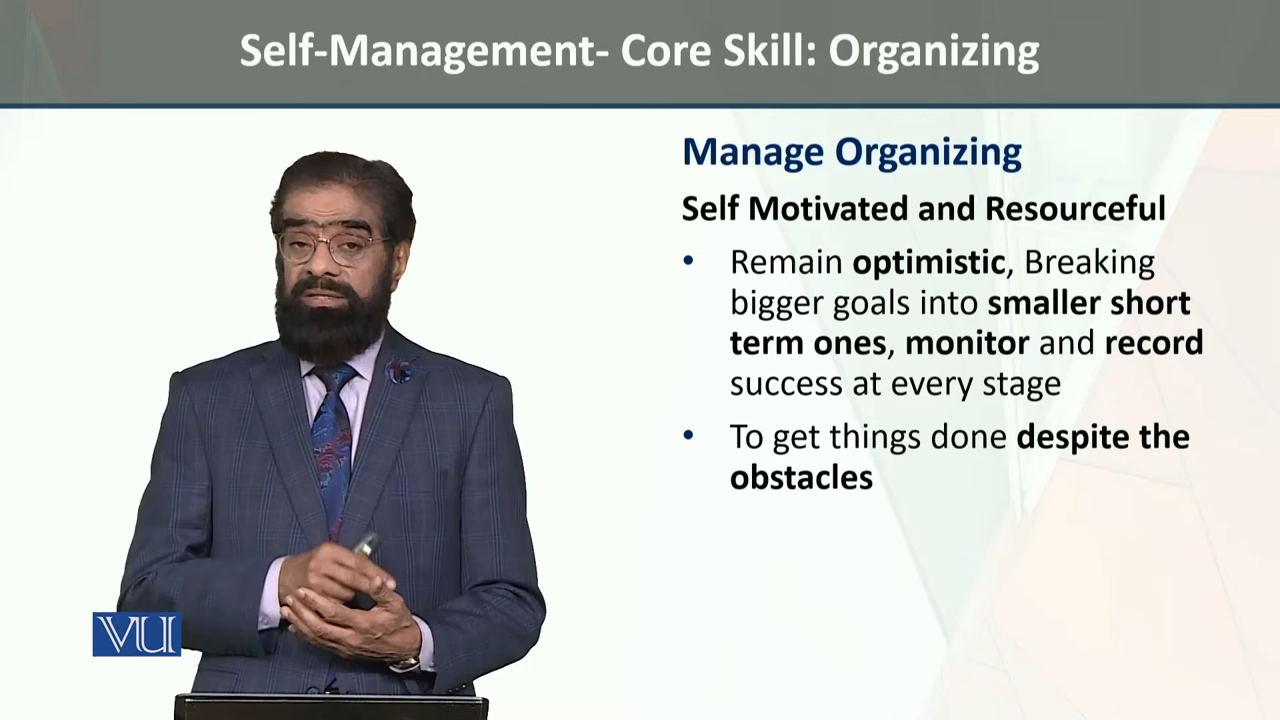 Self-Management- Core Skill: Organizing
Manage Organizing
Self Motivated and Resourceful
• Remain optimistic, Breaking
bigger goals into smaller short
term ones, monitor and record
success at every stage
• To get things done despite the
obstacles
VU